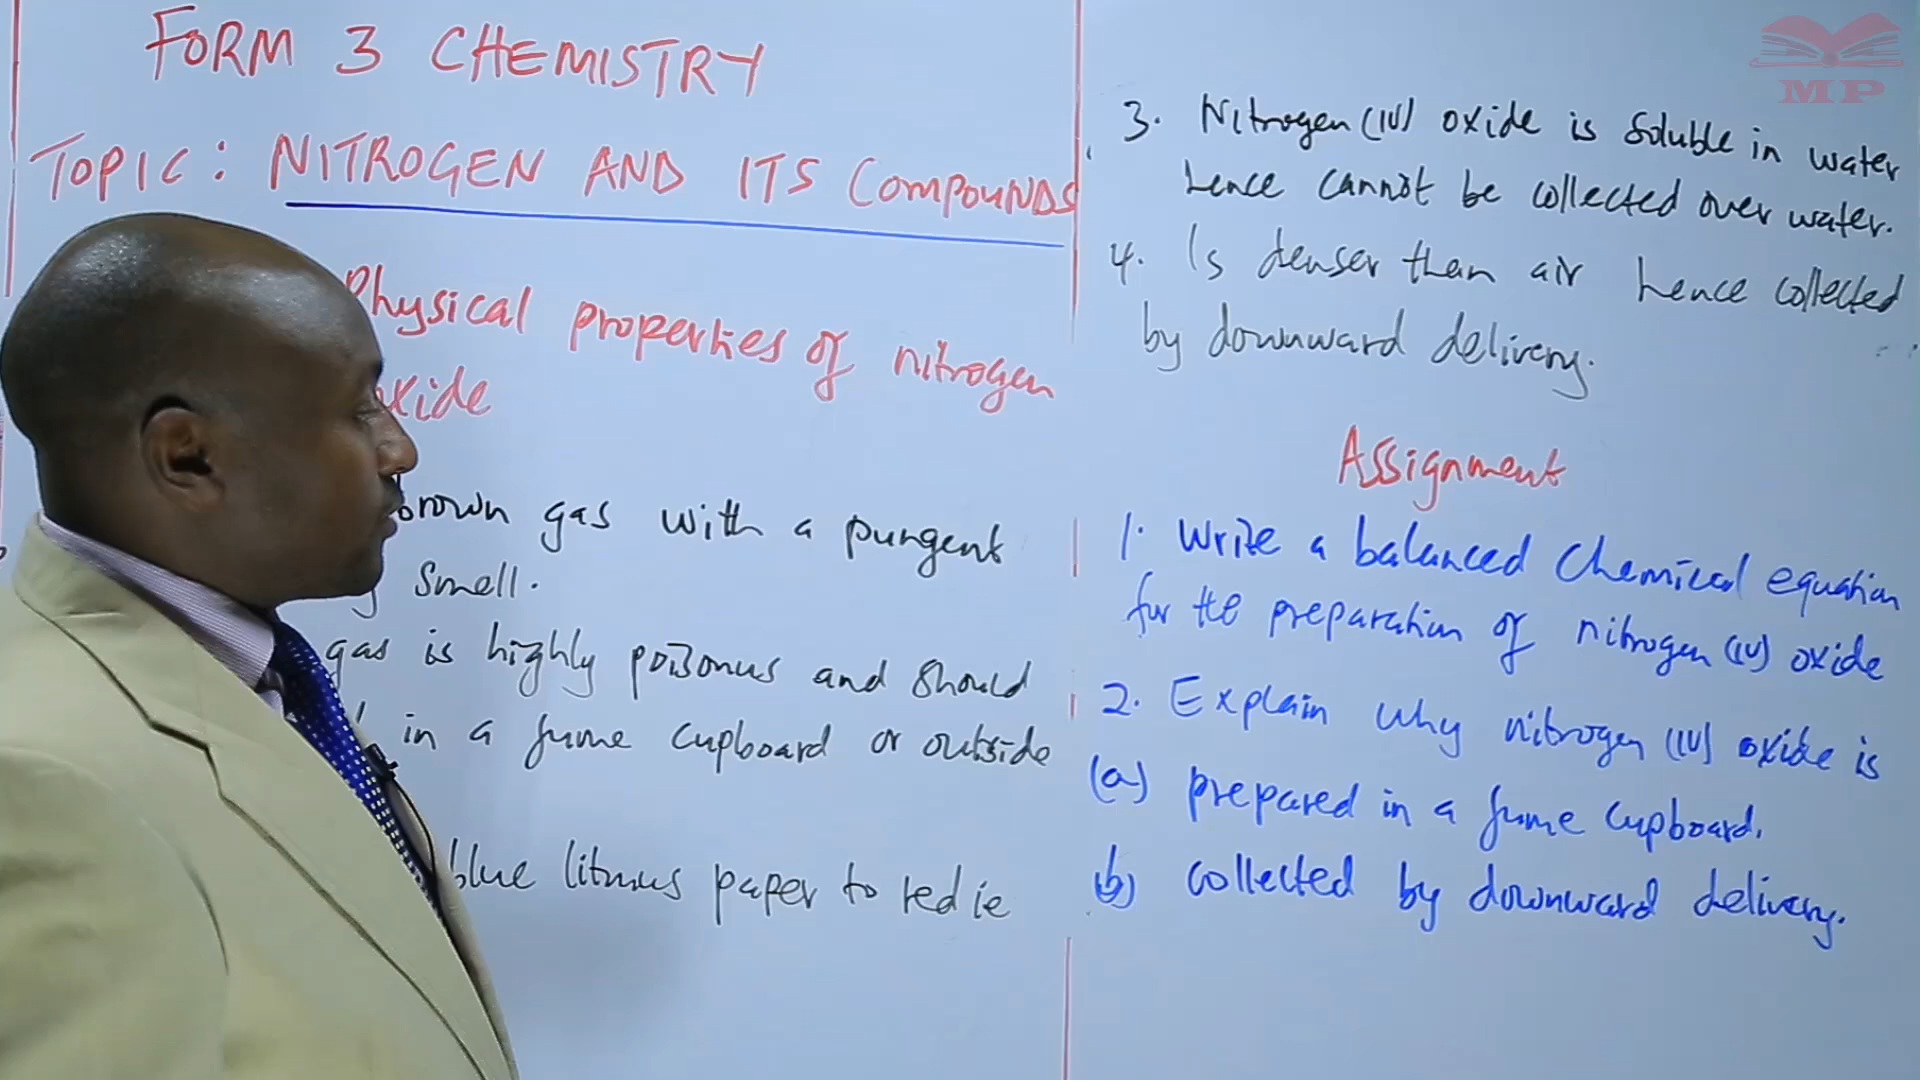 FORM 3 CHEMISTRY
TOPIC: NITROGEN AND ITS COMPOUNDS
Physical properties of nitrogen
oxide
brown gas with a pungent
smell.
gas is highly poisonus and should
in a fume cupboard or outside
blue litmus paper to red ie
3. Nitrogen (IV) oxide is soluble in water
hence cannot be collected over water.
4. Is denser than air hence collected
by downward delivery.
Assignment
1. Write a balanced chemical equation
for the preparation of nitrogen (IV) oxide
2. Explain why nitrogen (IV) oxide is
(a) prepared in a fume cupboard.
(b) collected by downward delivery.
MP